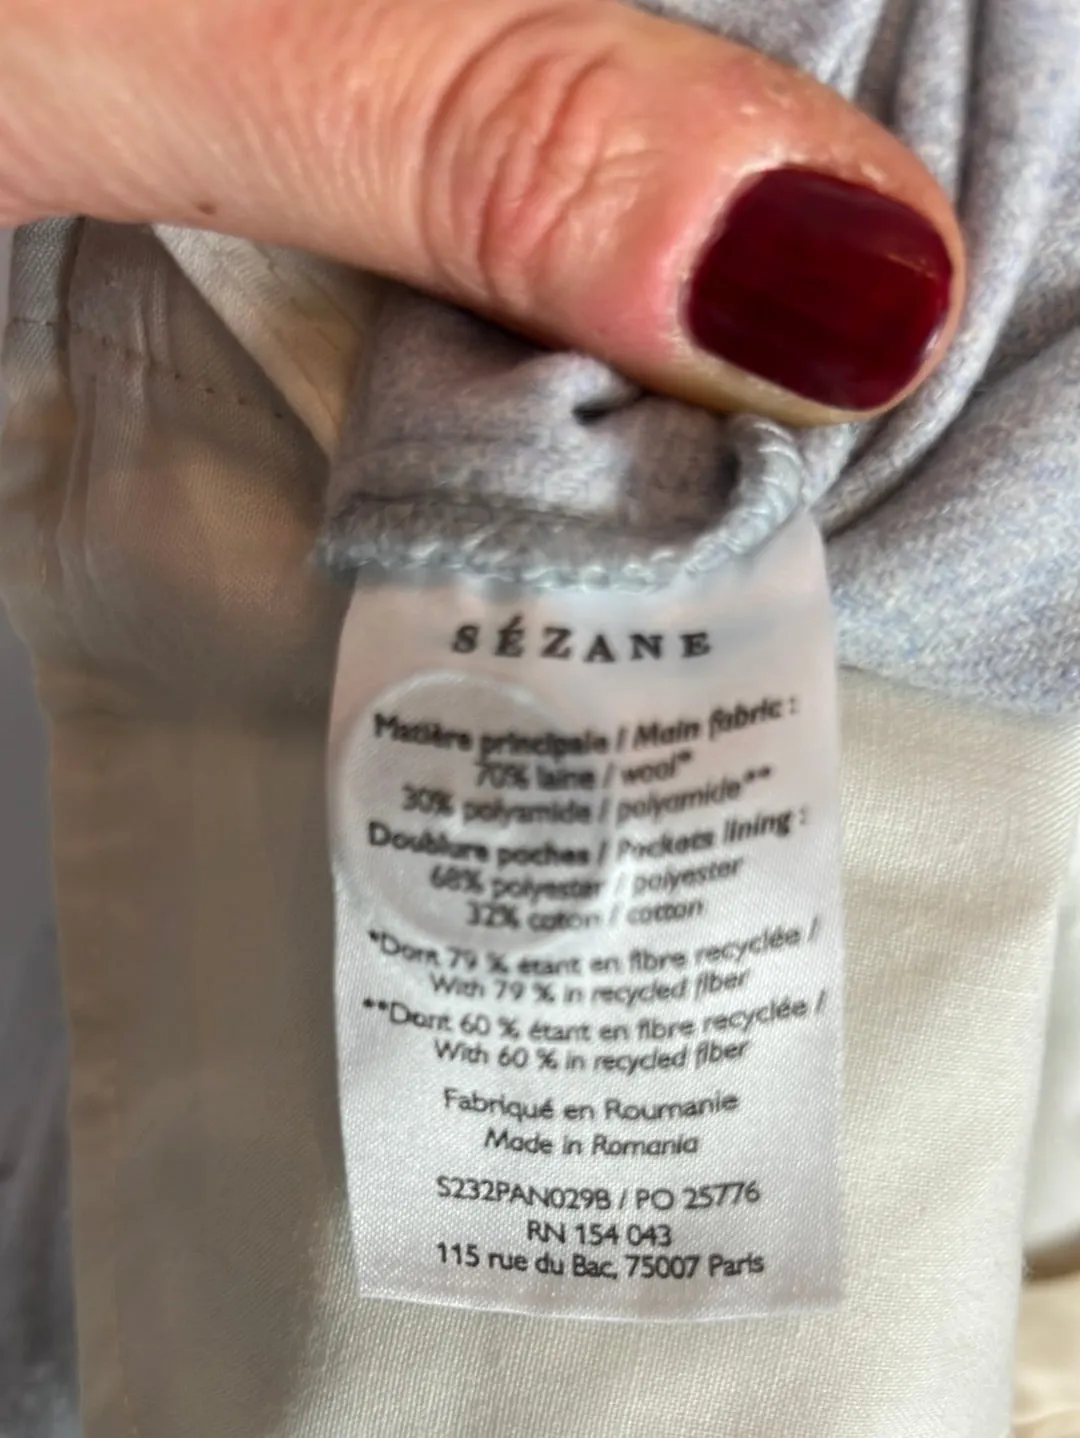 SÉZANE
Matière principale / Main fabric :
70% laine / wool*
30% polyamide / polyamide**
Doublure poches / Pockets lining :
68% polyester / polyester
32% coton / cotton
*Dont 79 % étant en fibre recyclée /
With 79 % in recycled fiber
**Dont 60 % étant en fibre recyclée /
With 60 % in recycled fiber
Fabriqué en Roumanie
Made in Romania
S232PAN029B / PO 25776
RN 154 043
115 rue du Bac, 75007 Paris